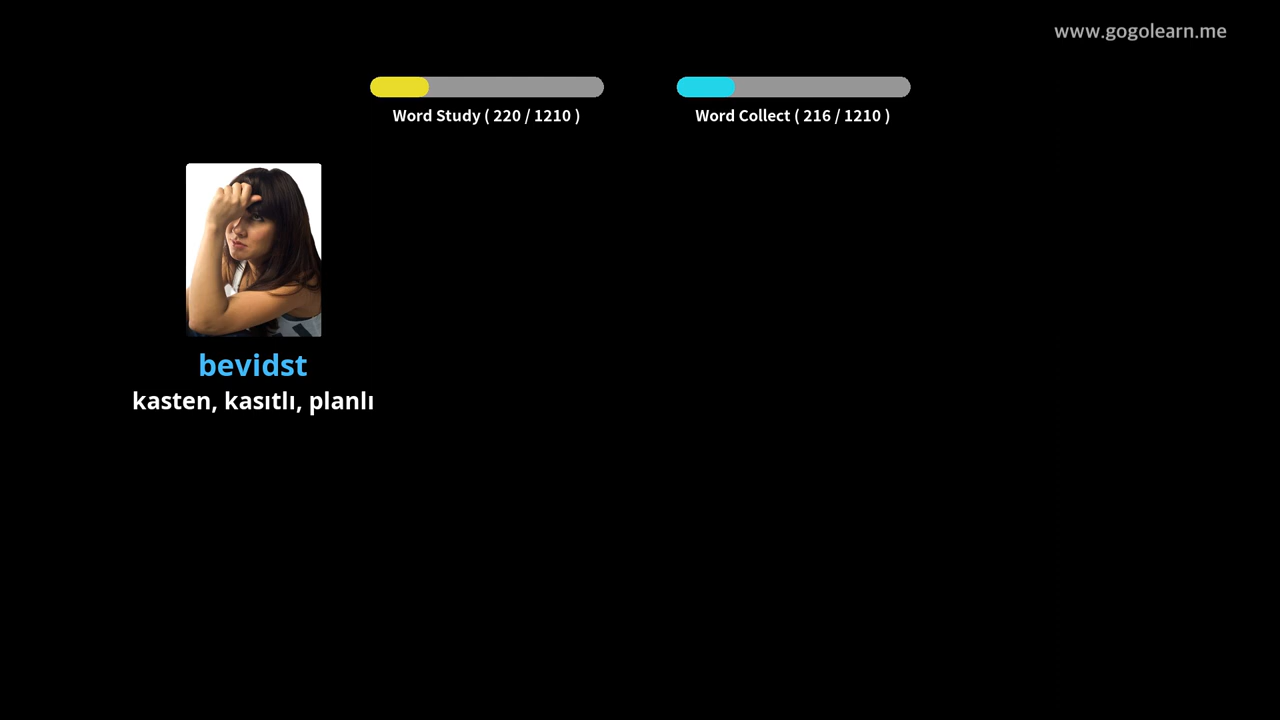 www.gogolearn.me
Word Study ( 220 / 1210 )
Word Collect ( 216 / 1210 )
bevidst
kasten, kasıtlı, planlı